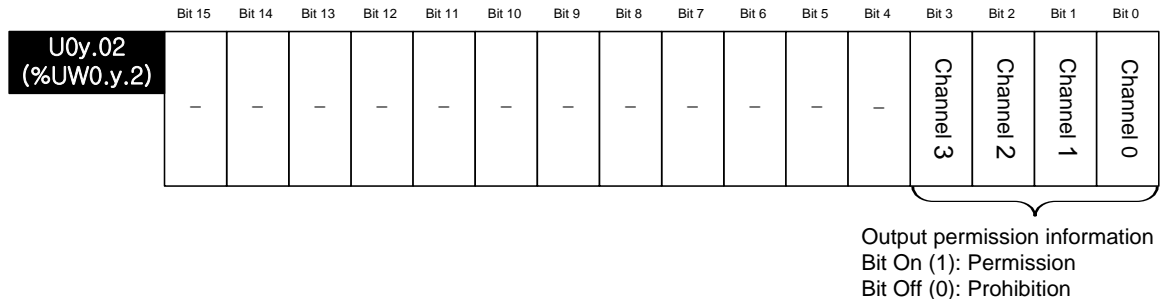 Bit 15 Bit 14 Bit 13 Bit 12 Bit 11 Bit 10 Bit 9 Bit 8 Bit 7 Bit 6 Bit 5 Bit 4 Bit 3 Bit 2 Bit 1 Bit 0
U0y.02
(%UW0.y.2)
– – – – – – – – – – – – Channel 3 Channel 2 Channel 1 Channel 0
Output permission information
Bit On (1): Permission
Bit Off (0): Prohibition